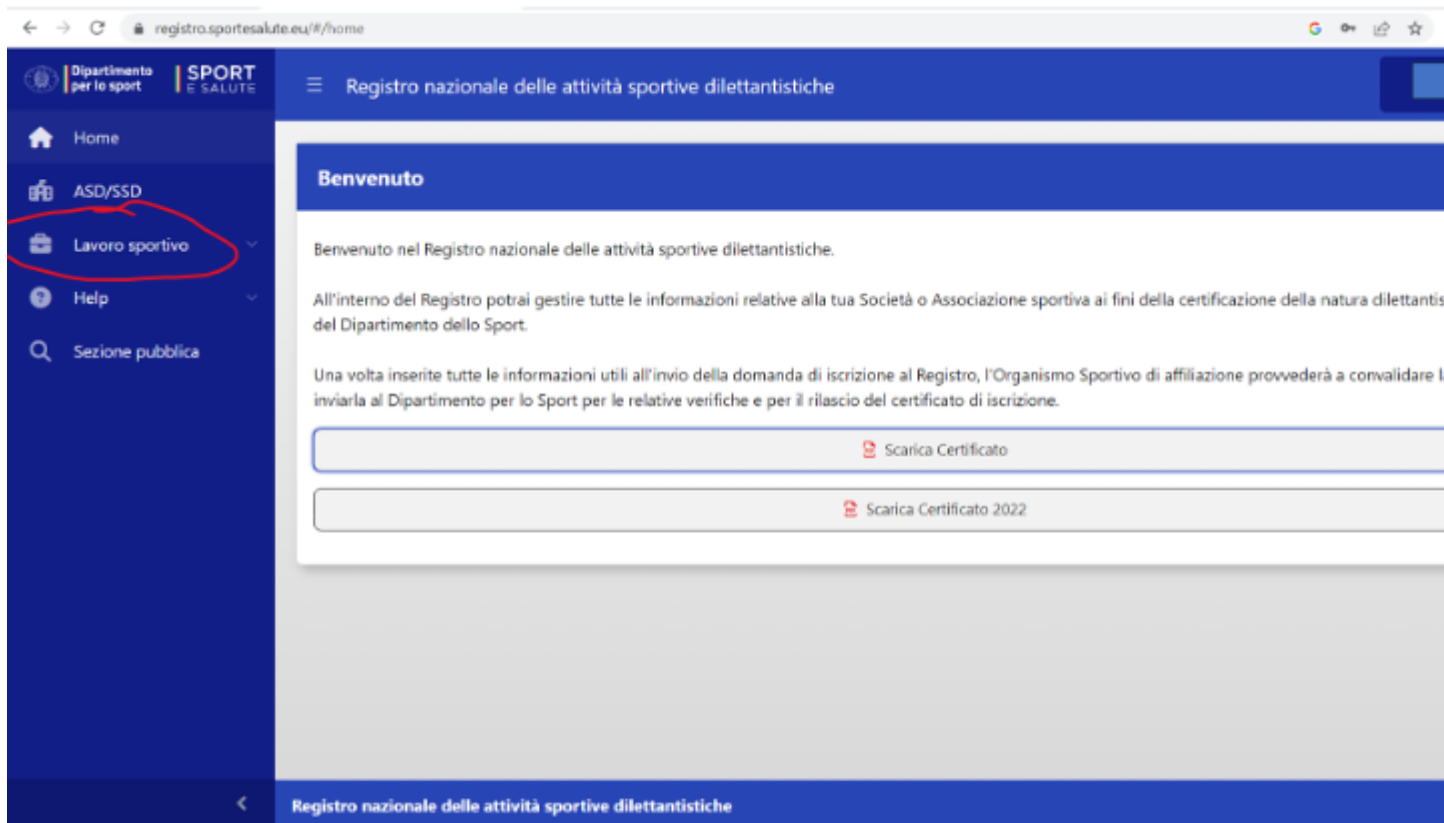 registro.sportesalute.eu/#/home
Dipartimento
per lo sport
SPORT
E SALUTE
Registro nazionale delle attività sportive dilettantistiche
Home
ASD/SSD
Lavoro sportivo
Help
Sezione pubblica
Benvenuto
Benvenuto nel Registro nazionale delle attività sportive dilettantistiche.
All'interno del Registro potrai gestire tutte le informazioni relative alla tua Società o Associazione sportiva ai fini della certificazione della natura dilettantis
del Dipartimento dello Sport.
Una volta inserite tutte le informazioni utili all'invio della domanda di iscrizione al Registro, l'Organismo Sportivo di affiliazione provvederà a convalidare l
inviarla al Dipartimento per lo Sport per le relative verifiche e per il rilascio del certificato di iscrizione.
Scarica Certificato
Scarica Certificato 2022
Registro nazionale delle attività sportive dilettantistiche